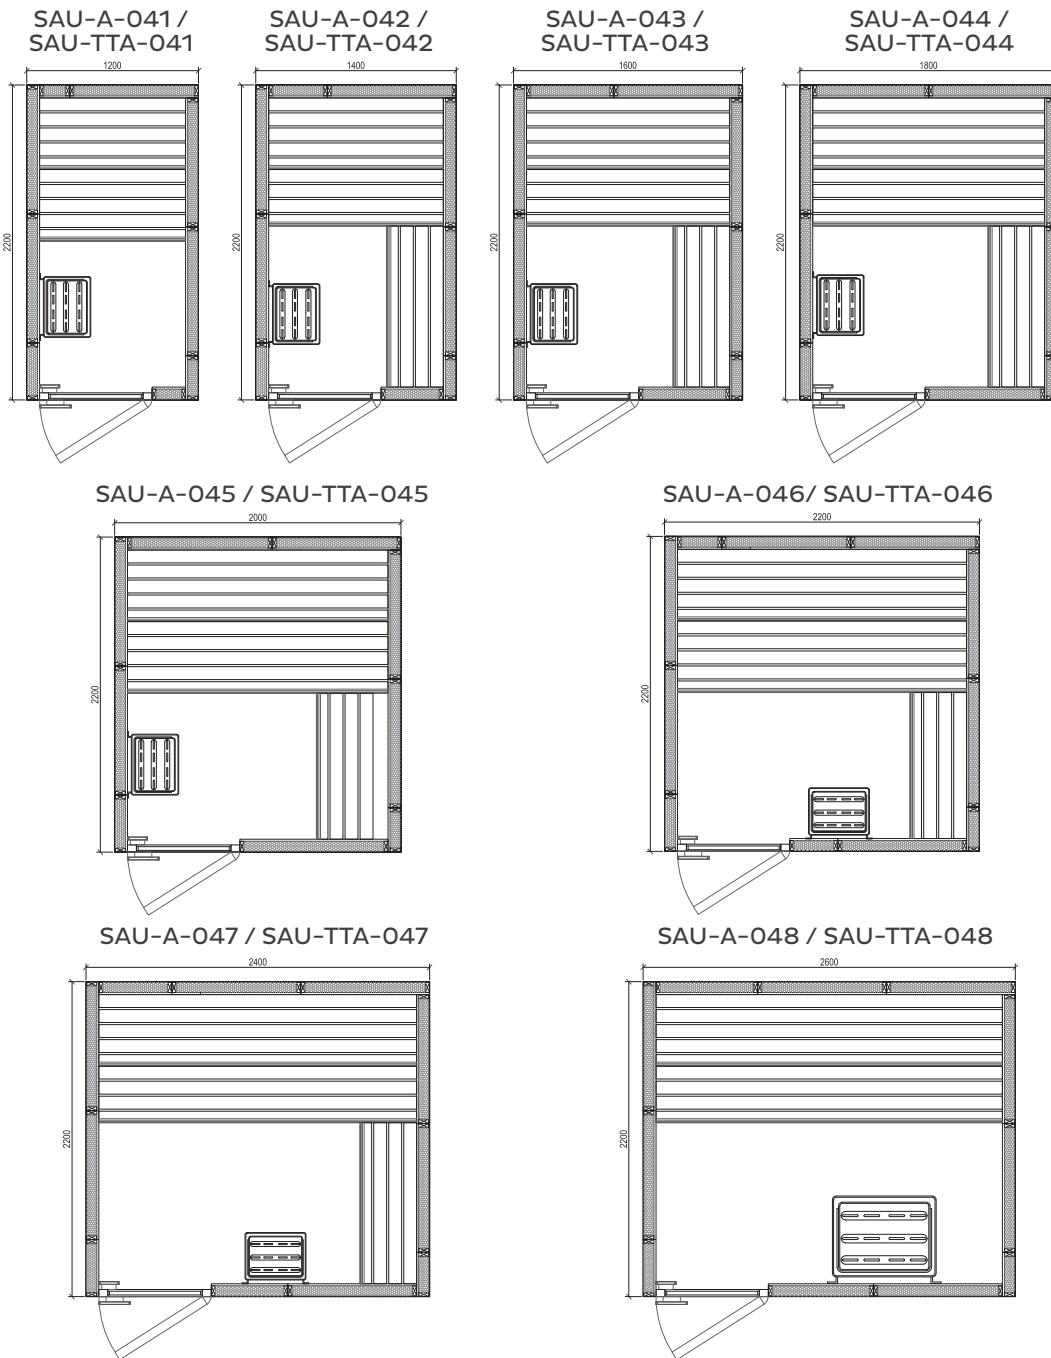 SAU-A-041 /
SAU-TTA-041
1200
2200
SAU-A-042 /
SAU-TTA-042
1400
2200
SAU-A-043 /
SAU-TTA-043
1600
2200
SAU-A-044 /
SAU-TTA-044
1800
2200
SAU-A-045 / SAU-TTA-045
2000
2200
SAU-A-046/ SAU-TTA-046
2200
2200
SAU-A-047 / SAU-TTA-047
2400
2200
SAU-A-048 / SAU-TTA-048
2600
2200